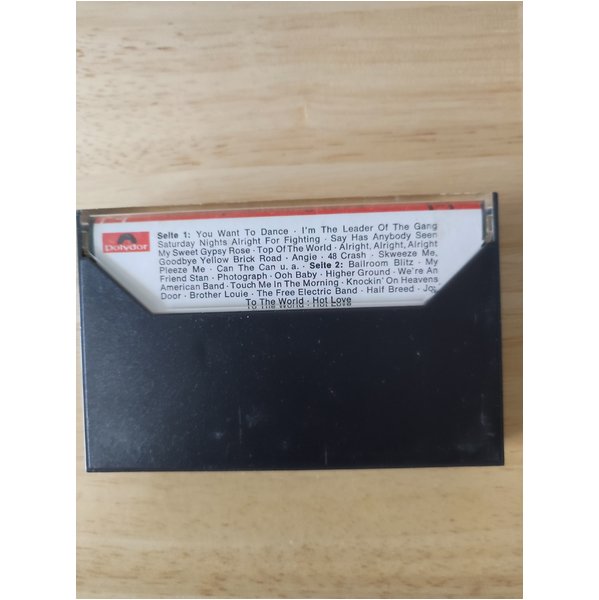 Polydor
Seite 1: You Want To Dance · I'm The Leader Of The Gang
Saturday Nights Alright For Fighting · Say Has Anybody Seen
My Sweet Gypsy Rose · Top Of The World · Alright, Alright, Alright
Goodbye Yellow Brick Road · Angie · 48 Crash · Skweeze Me,
Pleeze Me · Can The Can u. a. · Seite 2: Ballroom Blitz · My
Friend Stan · Photograph · Ooh Baby · Higher Ground · We're An
American Band · Touch Me In The Morning · Knockin' On Heavens
Door · Brother Louie · The Free Electric Band · Half Breed · Joy
To The World · Hot Love